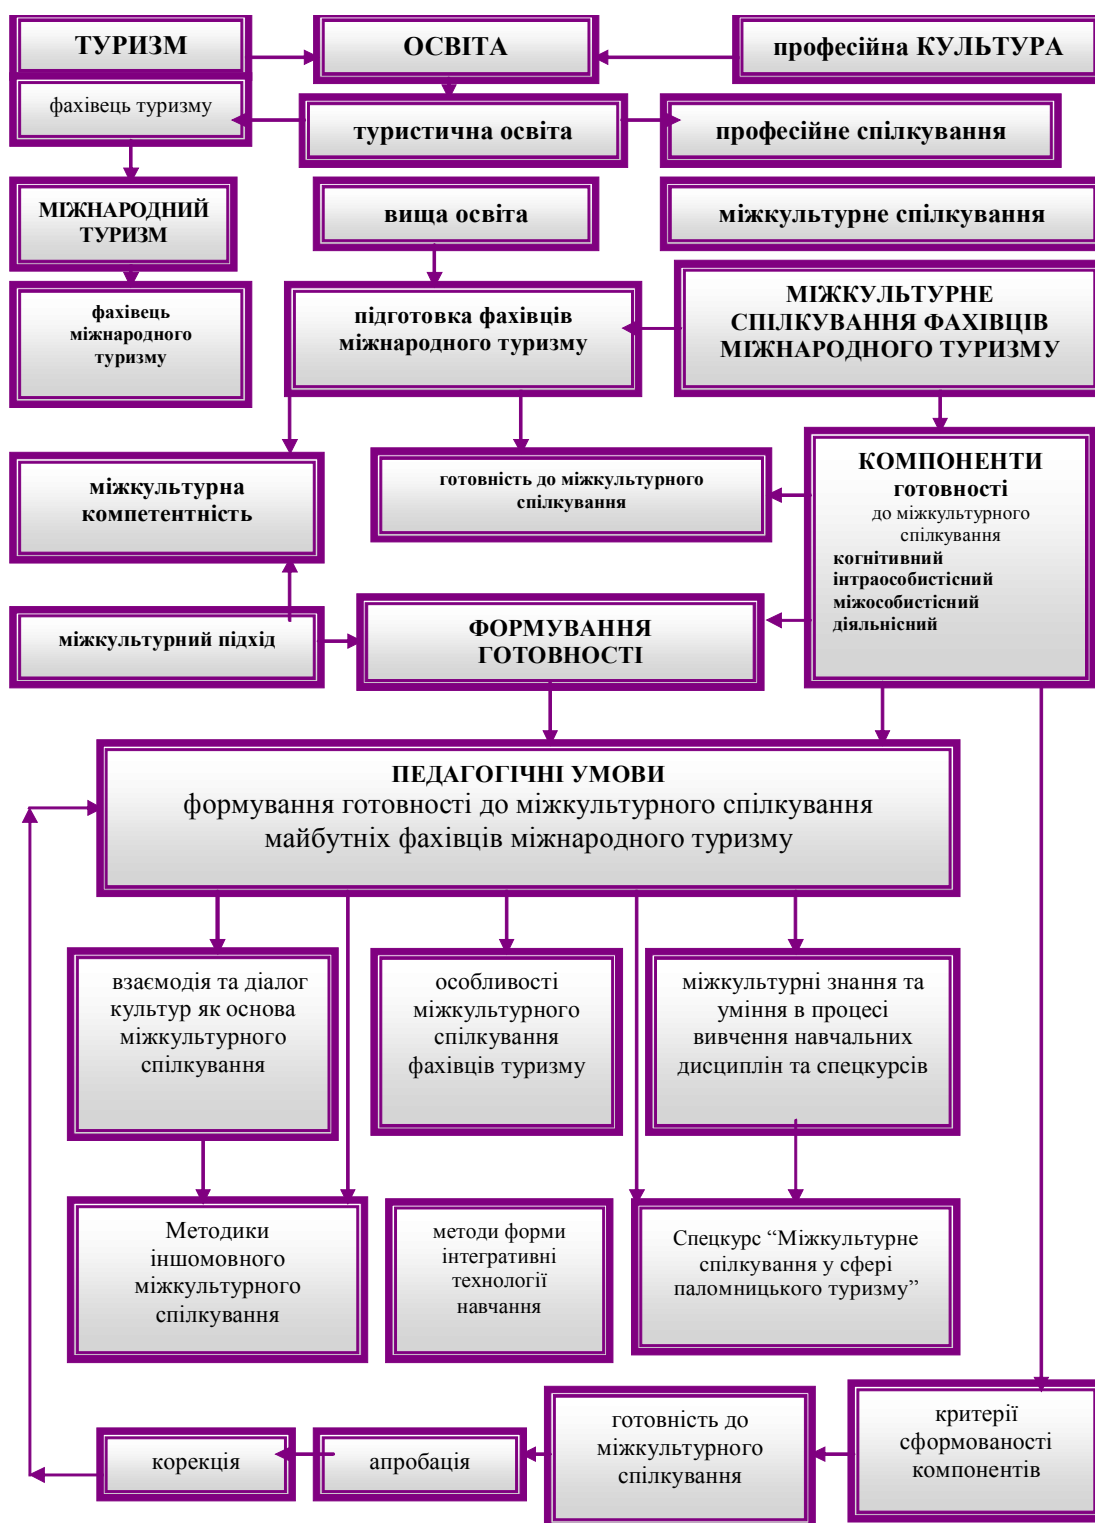 ТУРИЗМ
ОСВІТА
професійна КУЛЬТУРА
фахівець туризму
туристична освіта
професійне спілкування
МІЖНАРОДНИЙ
ТУРИЗМ
вища освіта
міжкультурне спілкування
фахівець
міжнародного
туризму
підготовка фахівців
міжнародного туризму
МІЖКУЛЬТУРНЕ
СПІЛКУВАННЯ ФАХІВЦІВ
МІЖНАРОДНОГО ТУРИЗМУ
міжкультурна
компетентність
готовність до міжкультурного
спілкування
КОМПОНЕНТИ
готовності
до міжкультурного
спілкування
когнітивний
інтраособистісний
міжособистісний
діяльнісний
міжкультурний підхід
ФОРМУВАННЯ
ГОТОВНОСТІ
ПЕДАГОГІЧНІ УМОВИ
формування готовності до міжкультурного спілкування
майбутніх фахівців міжнародного туризму
взаємодія та діалог
культур як основа
міжкультурного
спілкування
особливості
міжкультурного
спілкування
фахівців туризму
міжкультурні знання та
уміння в процесі
вивчення навчальних
дисциплін та спецкурсів
Методики
іншомовного
міжкультурного
спілкування
методи форми
інтегративні
технології
навчання
Спецкурс “Міжкультурне
спілкування у сфері
паломницького туризму”
корекція
апробація
готовність до
міжкультурного
спілкування
критерії
сформованості
компонентів